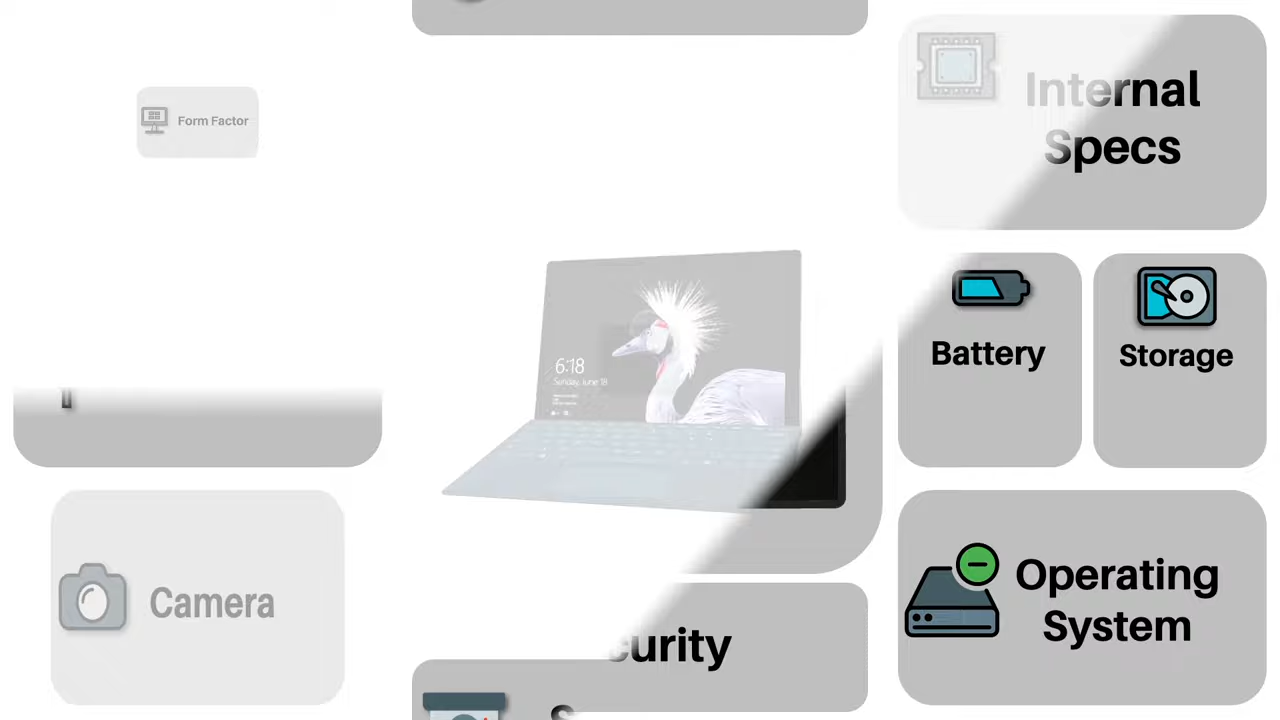 Form Factor
Camera
6:18
Sunday, June 18
curity
Internal
Specs
Battery
Storage
Operating
System